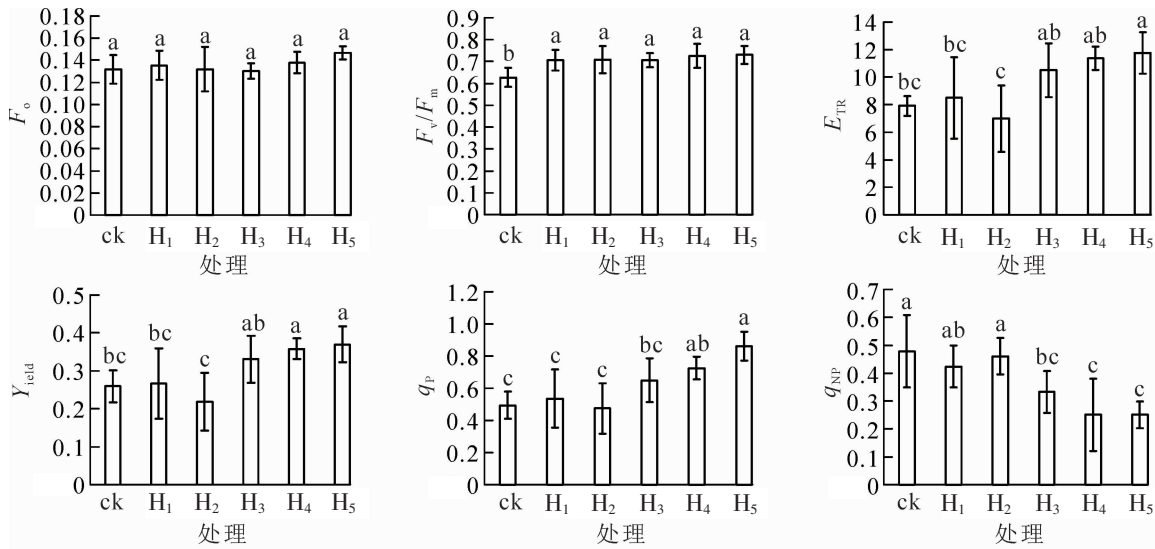 0.18
0.16
0.14
0.12
0.10
0.08
0.06
0.04
0.02
0
Fo
a a a a a a
ck H1 H2 H3 H4 H5
处理
0.9
0.8
0.7
0.6
0.5
0.4
0.3
0.2
0.1
0
Fv/Fm
b a a a a a
ck H1 H2 H3 H4 H5
处理
14
12
10
8
6
4
2
0
ETR
bc bc c ab ab a
ck H1 H2 H3 H4 H5
处理
0.5
0.4
0.3
0.2
0.1
0
Yield
bc bc c ab a a
ck H1 H2 H3 H4 H5
处理
1.2
1.0
0.8
0.6
0.4
0.2
0
qP
c c c bc ab a
ck H1 H2 H3 H4 H5
处理
0.7
0.6
0.5
0.4
0.3
0.2
0.1
0
qNP
a ab a bc c c
ck H1 H2 H3 H4 H5
处理